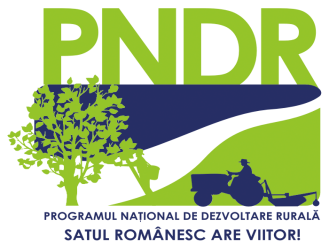 PNDR
PROGRAMUL NAȚIONAL DE DEZVOLTARE RURALĂ
SATUL ROMÂNESC ARE VIITOR!